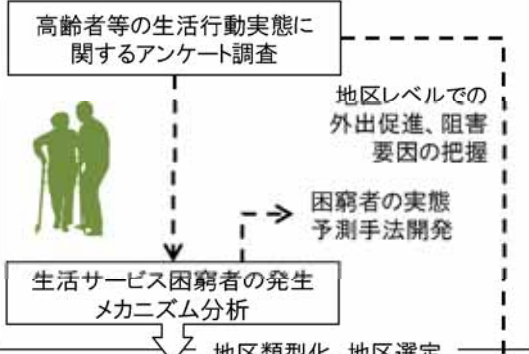 高齢者等の生活行動実態に
関するアンケート調査
地区レベルでの
外出促進、阻害
要因の把握
困窮者の実態
予測手法開発
生活サービス困窮者の発生
メカニズム分析
地区類型化 地区選定